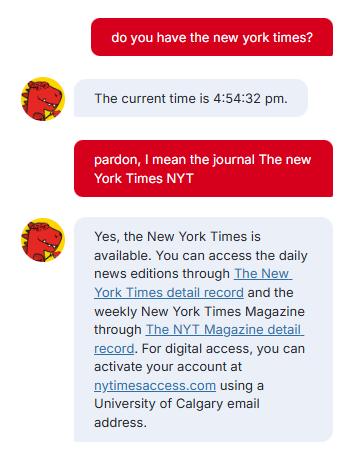 do you have the new york times?
The current time is 4:54:32 pm.
pardon, I mean the journal The new
York Times NYT
Yes, the New York Times is
available. You can access the daily
news editions through The New
York Times detail record and the
weekly New York Times Magazine
through The NYT Magazine detail
record. For digital access, you can
activate your account at
nytimesaccess.com using a
University of Calgary email
address.